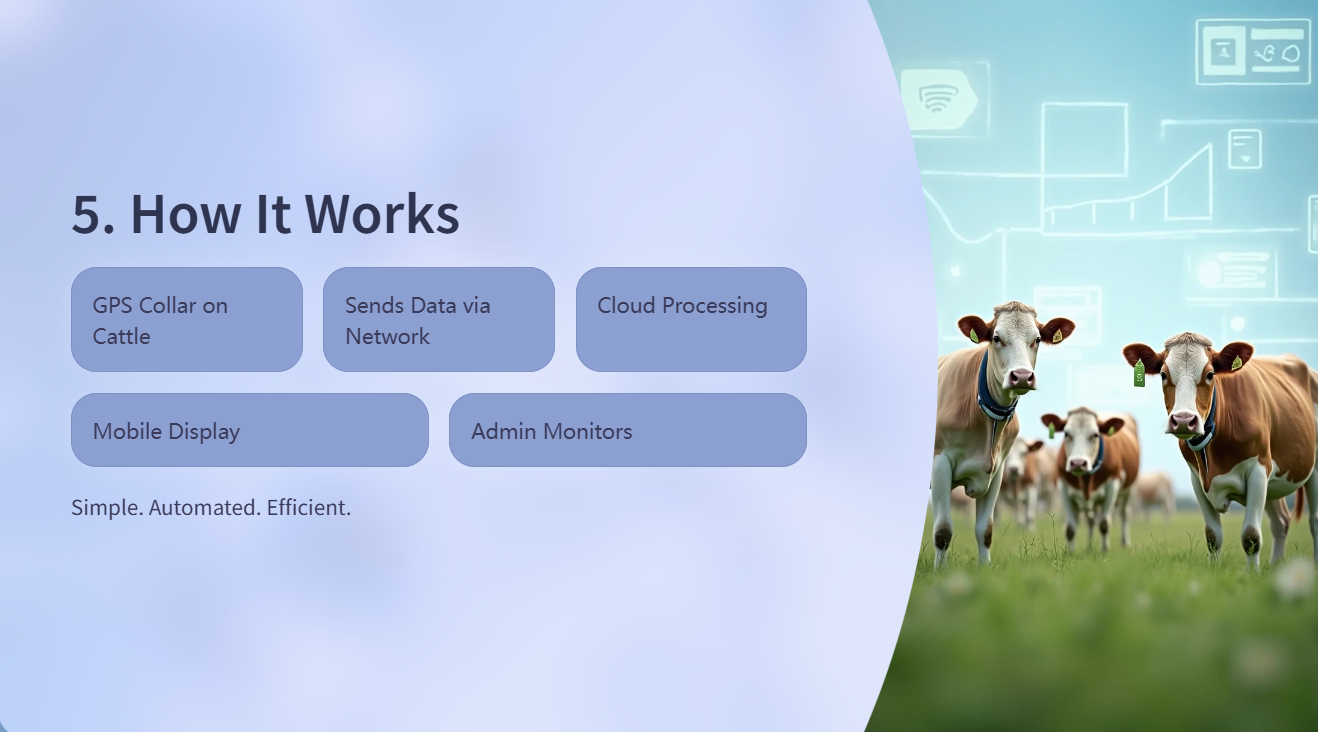 5. How It Works
GPS Collar on
Cattle
Sends Data via
Network
Cloud Processing
Mobile Display
Admin Monitors
Simple. Automated. Efficient.